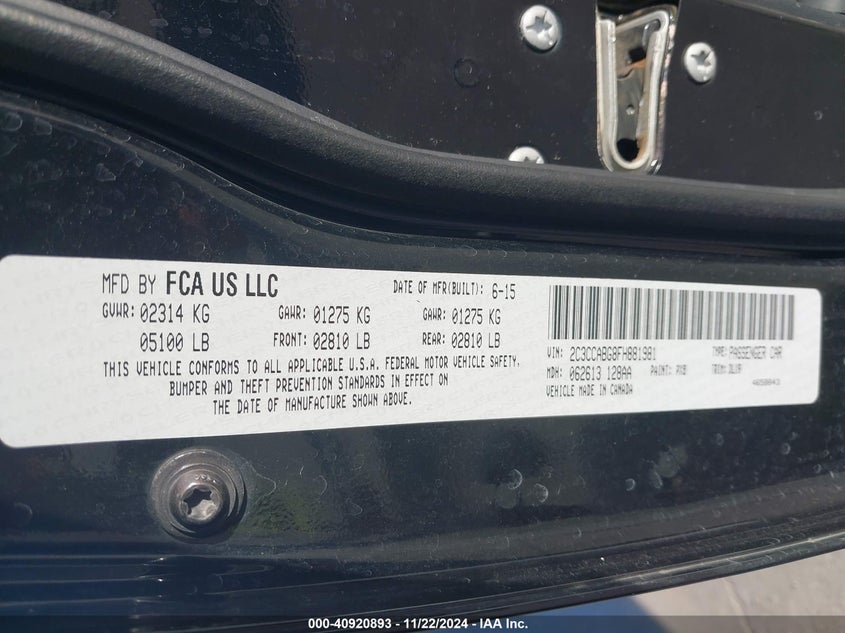 MFD BY FCA US LLC DATE OF MFR(BUILT): 6-15
GVWR: 02314 KG GAWR: 01275 KG GAWR: 01275 KG
05100 LB FRONT: 02810 LB REAR: 02810 LB
THIS VEHICLE CONFORMS TO ALL APPLICABLE U.S.A. FEDERAL MOTOR VEHICLE SAFETY,
BUMPER AND THEFT PREVENTION STANDARDS IN EFFECT ON
THE DATE OF MANUFACTURE SHOWN ABOVE.
VIN: 2C3CCABG8FH881981 TYPE: PASSENGER CAR
MDH: 062613 128AA PAINT: TRIM: DLX9
VEHICLE MADE IN CANADA
000-40920893 - 11/22/2024 - IAA Inc.